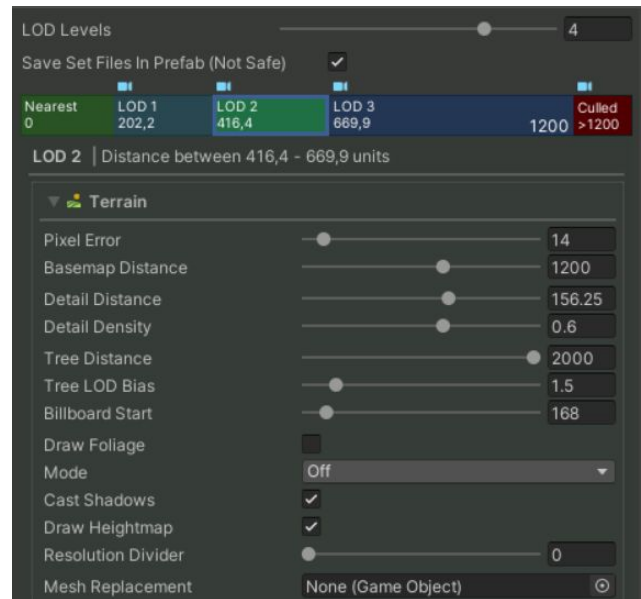 LOD Levels 4
Save Set Files In Prefab (Not Safe)
Nearest LOD 1 LOD 2 LOD 3 Culled
0 202,2 416,4 669,9 1200 >1200
LOD 2 | Distance between 416,4 - 669,9 units
Terrain
Pixel Error 14
Basemap Distance 1200
Detail Distance 156.25
Detail Density 0.6
Tree Distance 2000
Tree LOD Bias 1.5
Billboard Start 168
Draw Foliage
Mode Off
Cast Shadows
Draw Heightmap
Resolution Divider 0
Mesh Replacement None (Game Object)